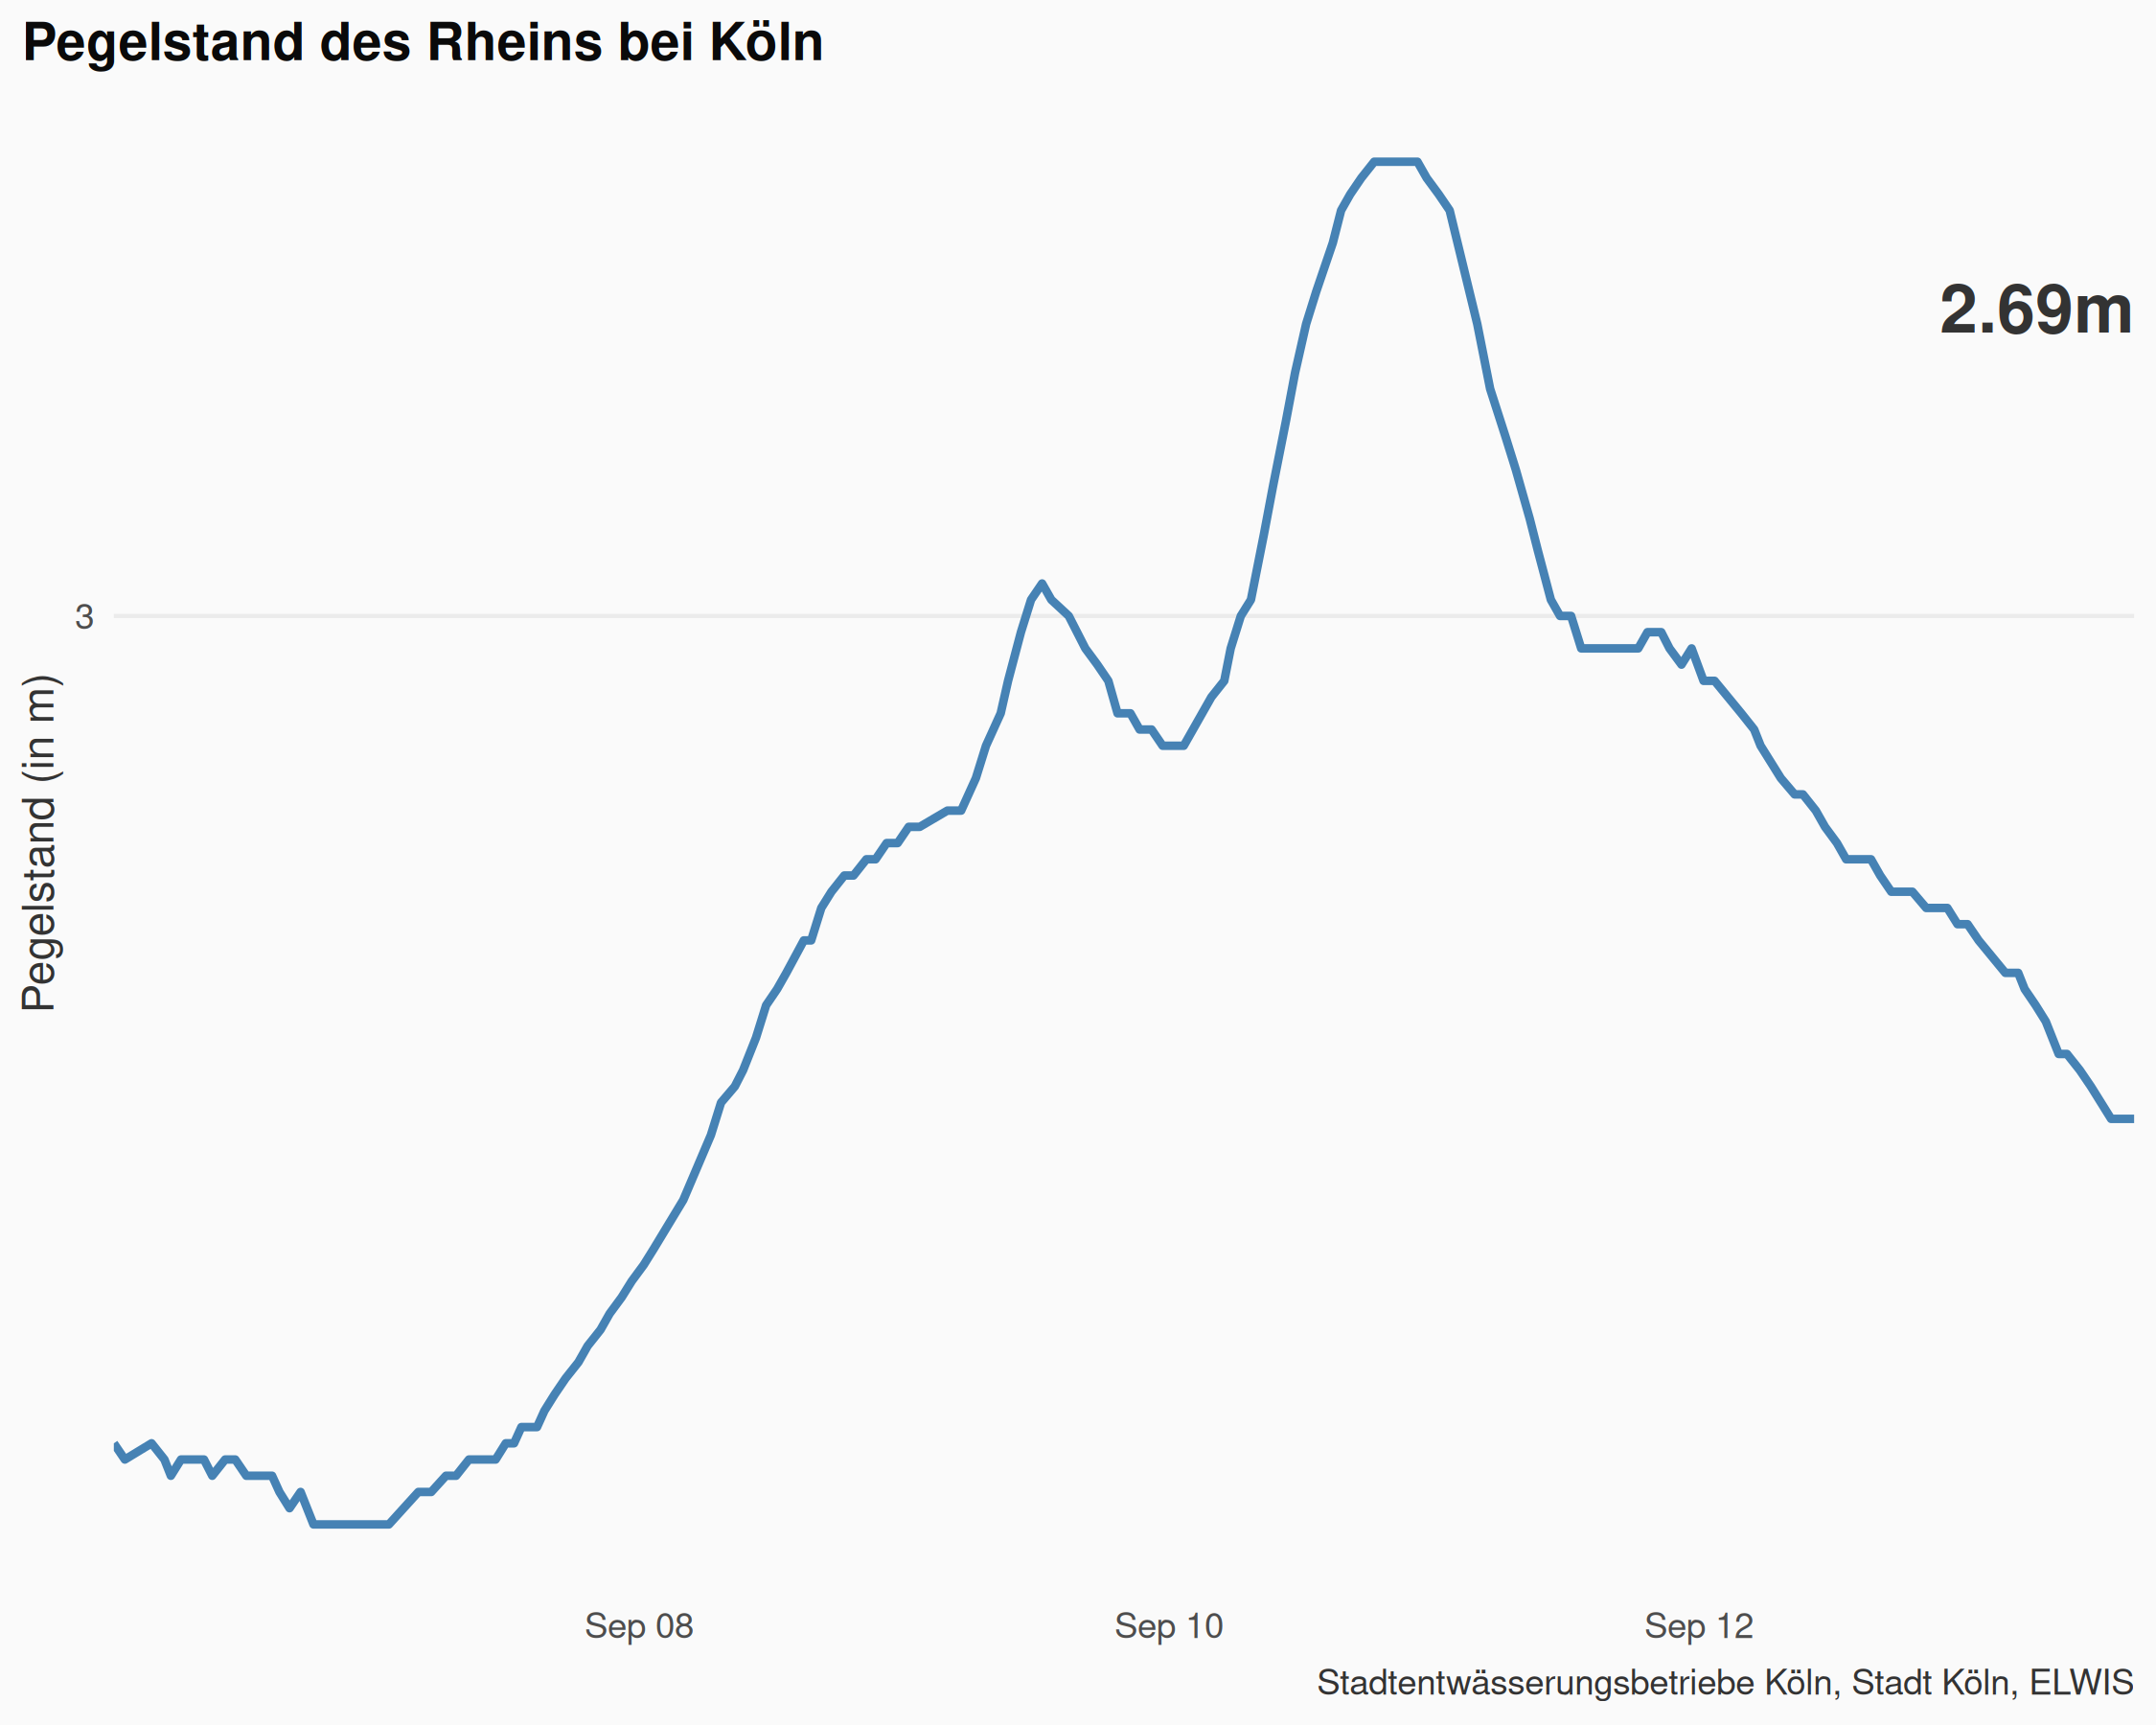 Pegelstand des Rheins bei Köln
2.69m
3
Pegelstand (in m)
Sep 08
Sep 10
Sep 12
Stadtentwässerungsbetriebe Köln, Stadt Köln, ELWIS